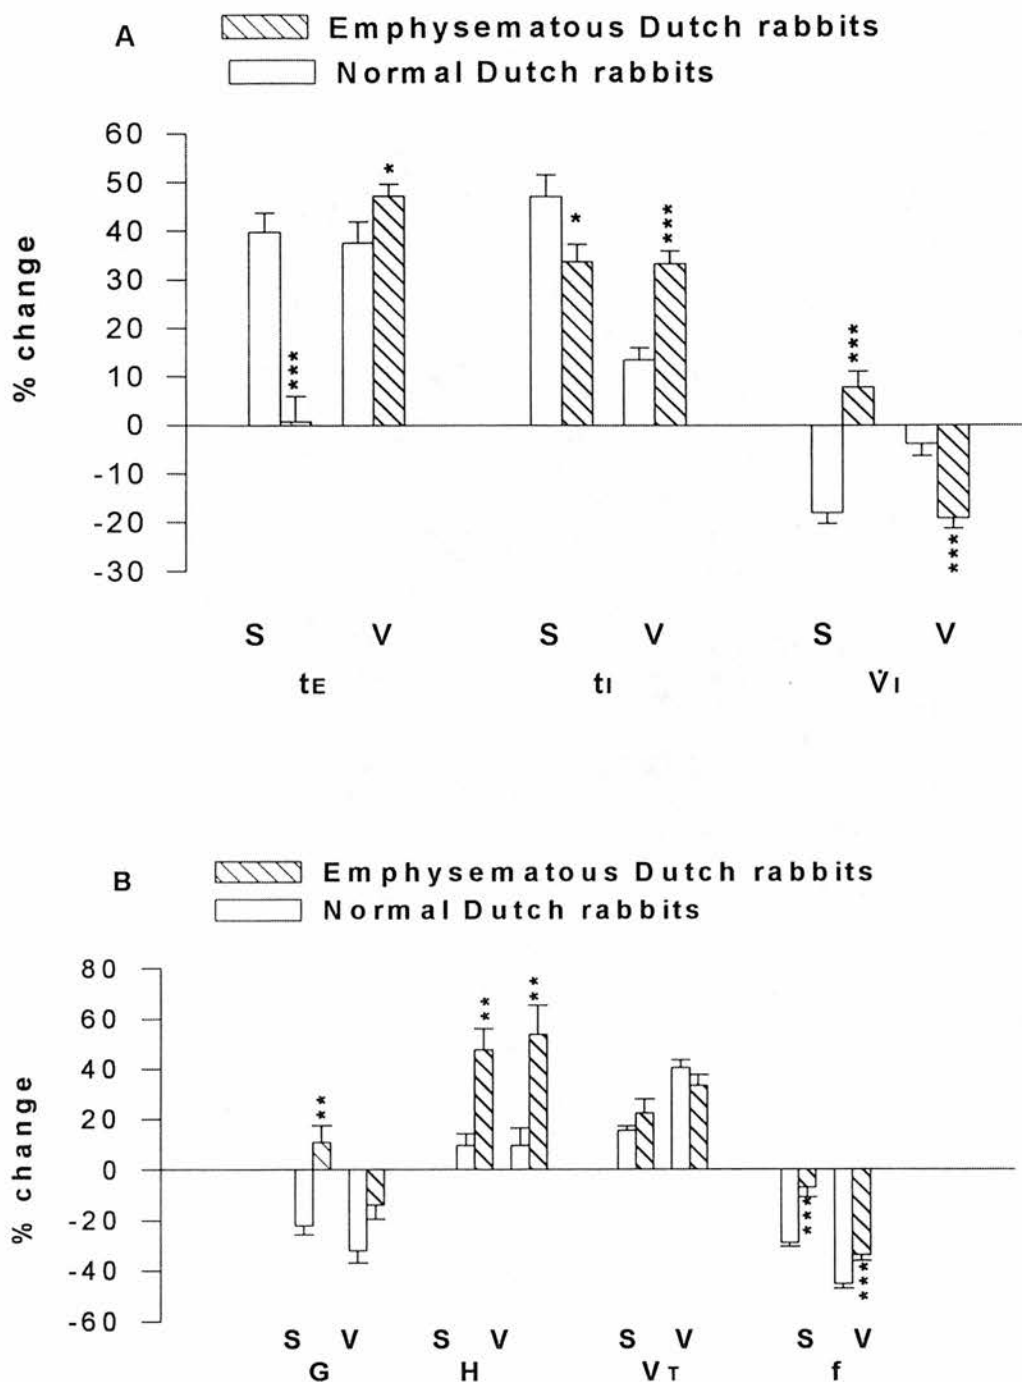 A
Emphysematous Dutch rabbits
Normal Dutch rabbits
% change
60
50
40
30
20
10
0
-10
-20
-30
***
*
*
***
***
***
S V S V S V
tE tI V̇I
B
Emphysematous Dutch rabbits
Normal Dutch rabbits
% change
80
60
40
20
0
-20
-40
-60
**
**
**
***
***
S V S V S V S V
G H VT f